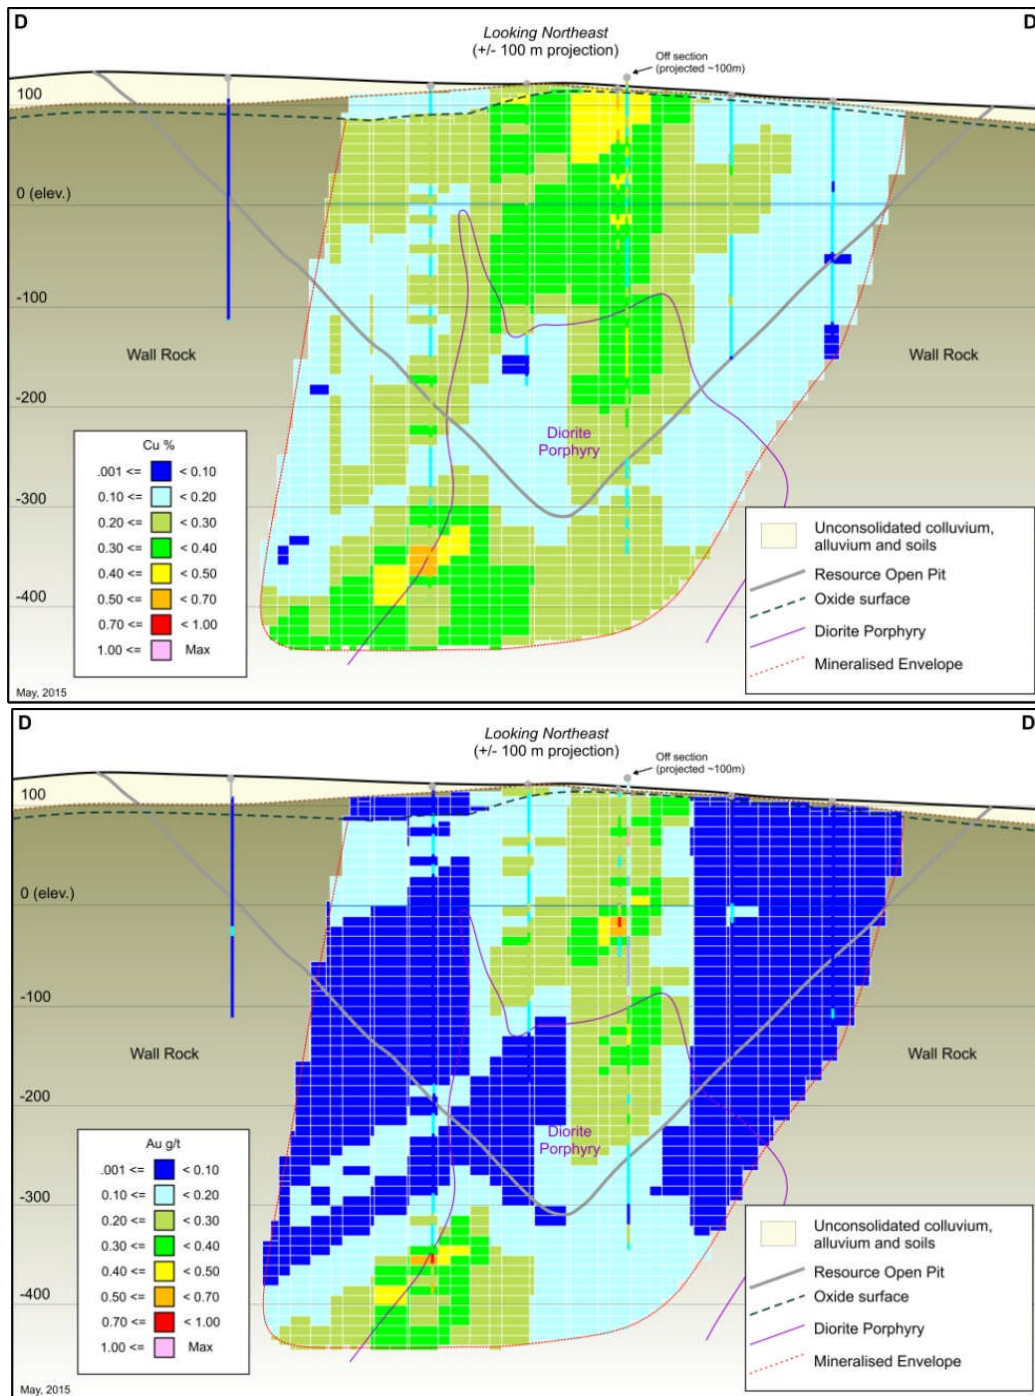 D
D
Looking Northeast
(+/- 100 m projection)
Off section
(projected ~100m)
100
0 (elev.)
-100
Wall Rock
Wall Rock
-200
Diorite
Porphyry
-300
-400
Cu %
.001 <= < 0.10
0.10 <= < 0.20
0.20 <= < 0.30
0.30 <= < 0.40
0.40 <= < 0.50
0.50 <= < 0.70
0.70 <= < 1.00
1.00 <= Max
Unconsolidated colluvium,
alluvium and soils
Resource Open Pit
Oxide surface
Diorite Porphyry
Mineralised Envelope
May, 2015
D
D
Looking Northeast
(+/- 100 m projection)
Off section
(projected ~100m)
100
0 (elev.)
-100
Wall Rock
Wall Rock
-200
Diorite
Porphyry
-300
-400
Au g/t
.001 <= < 0.10
0.10 <= < 0.20
0.20 <= < 0.30
0.30 <= < 0.40
0.40 <= < 0.50
0.50 <= < 0.70
0.70 <= < 1.00
1.00 <= Max
Unconsolidated colluvium,
alluvium and soils
Resource Open Pit
Oxide surface
Diorite Porphyry
Mineralised Envelope
May, 2015